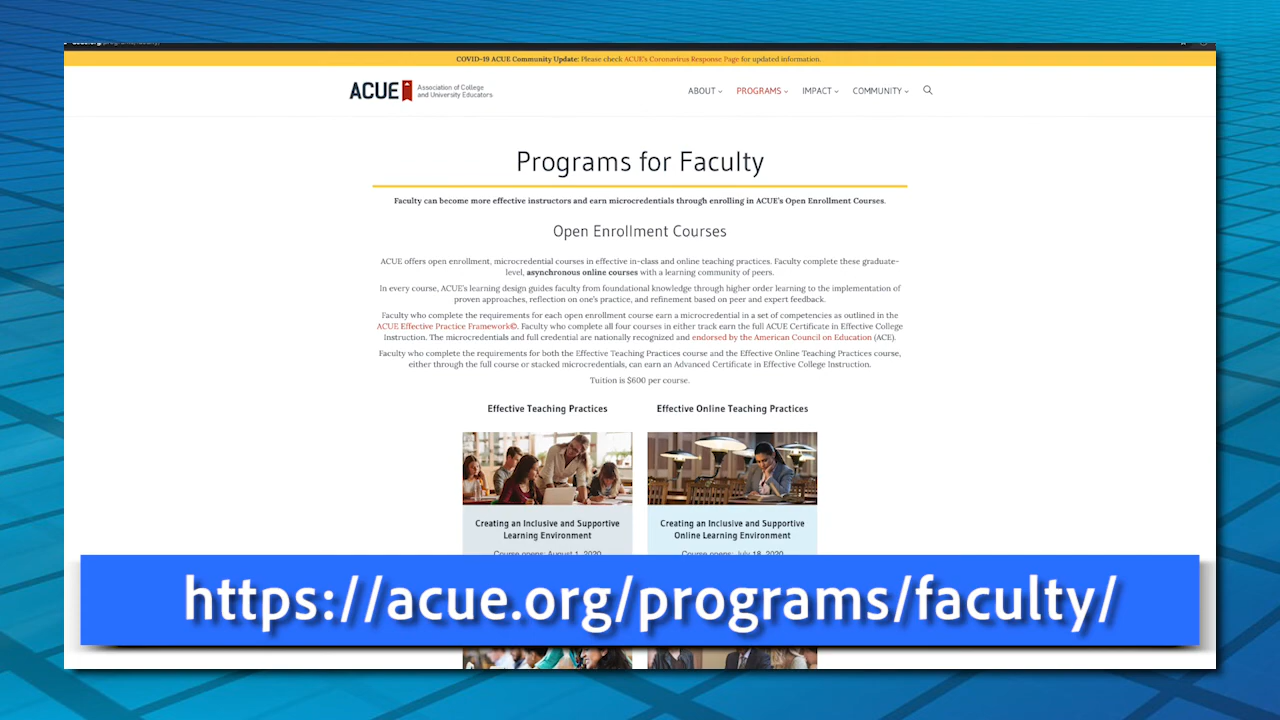 COVID-19 ACUE Community Update: Please check ACUE's Coronavirus Response Page for updated information.
ACUE Association of College
and University Educators
ABOUT PROGRAMS IMPACT COMMUNITY
Programs for Faculty
Faculty can become more effective instructors and earn microcredentials through enrolling in ACUE's Open Enrollment Courses.
Open Enrollment Courses
ACUE offers open enrollment, microcredential courses in effective in-class and online teaching practices. Faculty complete these graduate-
level, asynchronous online courses with a learning community of peers.
In every course, ACUE's learning design guides faculty from foundational knowledge through higher order learning to the implementation of
proven approaches, reflection on one's practice, and refinement based on peer and expert feedback.
Faculty who complete the requirements for each open enrollment course earn a microcredential in a set of competencies as outlined in the
ACUE Effective Practice Framework©. Faculty who complete all four courses in either track earn the full ACUE Certificate in Effective College
Instruction. The microcredentials and full credential are nationally recognized and endorsed by the American Council on Education (ACE).
Faculty who complete the requirements for both the Effective Teaching Practices course and the Effective Online Teaching Practices course,
either through the full course or stacked microcredentials, can earn an Advanced Certificate in Effective College Instruction.
Tuition is $600 per course.
Effective Teaching Practices Effective Online Teaching Practices
Creating an Inclusive and Supportive
Learning Environment
Course opens: August 1, 2020
Creating an Inclusive and Supportive
Online Learning Environment
Course opens: July 18, 2020
https://acue.org/programs/faculty/